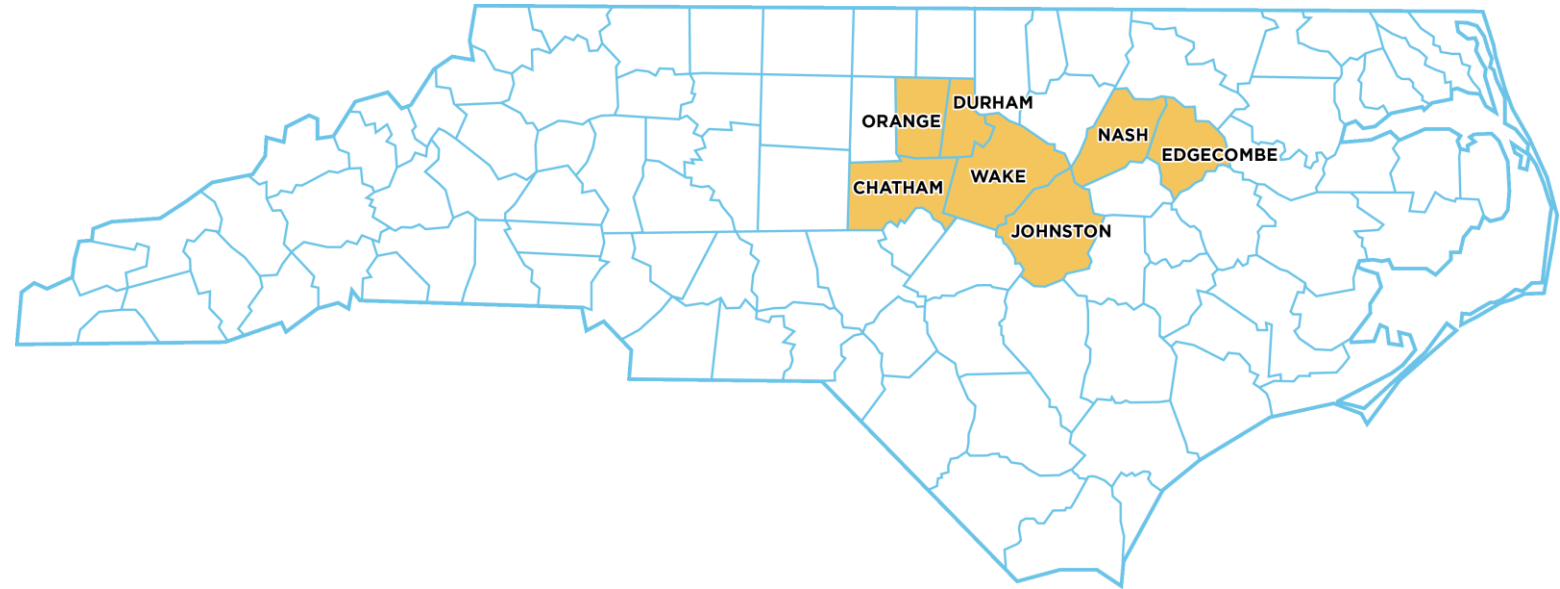 DURHAM
ORANGE
NASH
EDGECOMBE
WAKE
CHATHAM
JOHNSTON